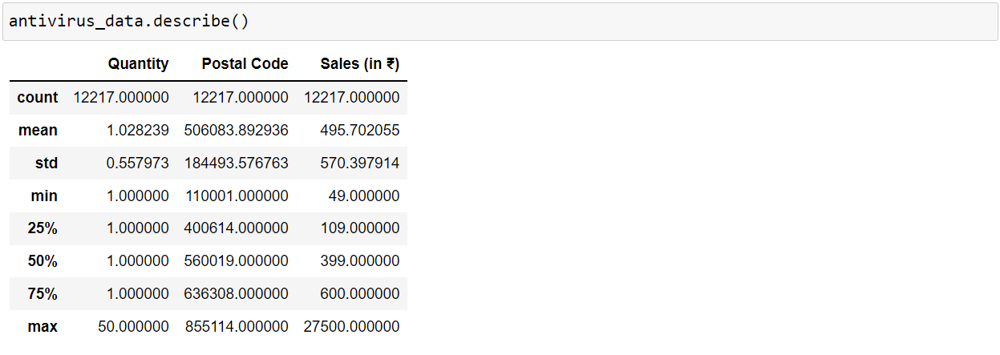 antivirus_data.describe()
Quantity Postal Code Sales (in ₹)
count 12217.000000 12217.000000 12217.000000
mean 1.028239 506083.892936 495.702055
std 0.557973 184493.576763 570.397914
min 1.000000 110001.000000 49.000000
25% 1.000000 400614.000000 109.000000
50% 1.000000 560019.000000 399.000000
75% 1.000000 636308.000000 600.000000
max 50.000000 855114.000000 27500.000000